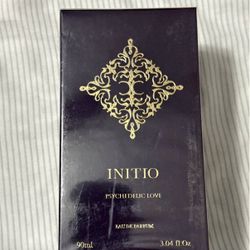 INITIO
PSYCHEDELIC LOVE
EAU DE PARFUM
90ml 3.04 fl.Oz